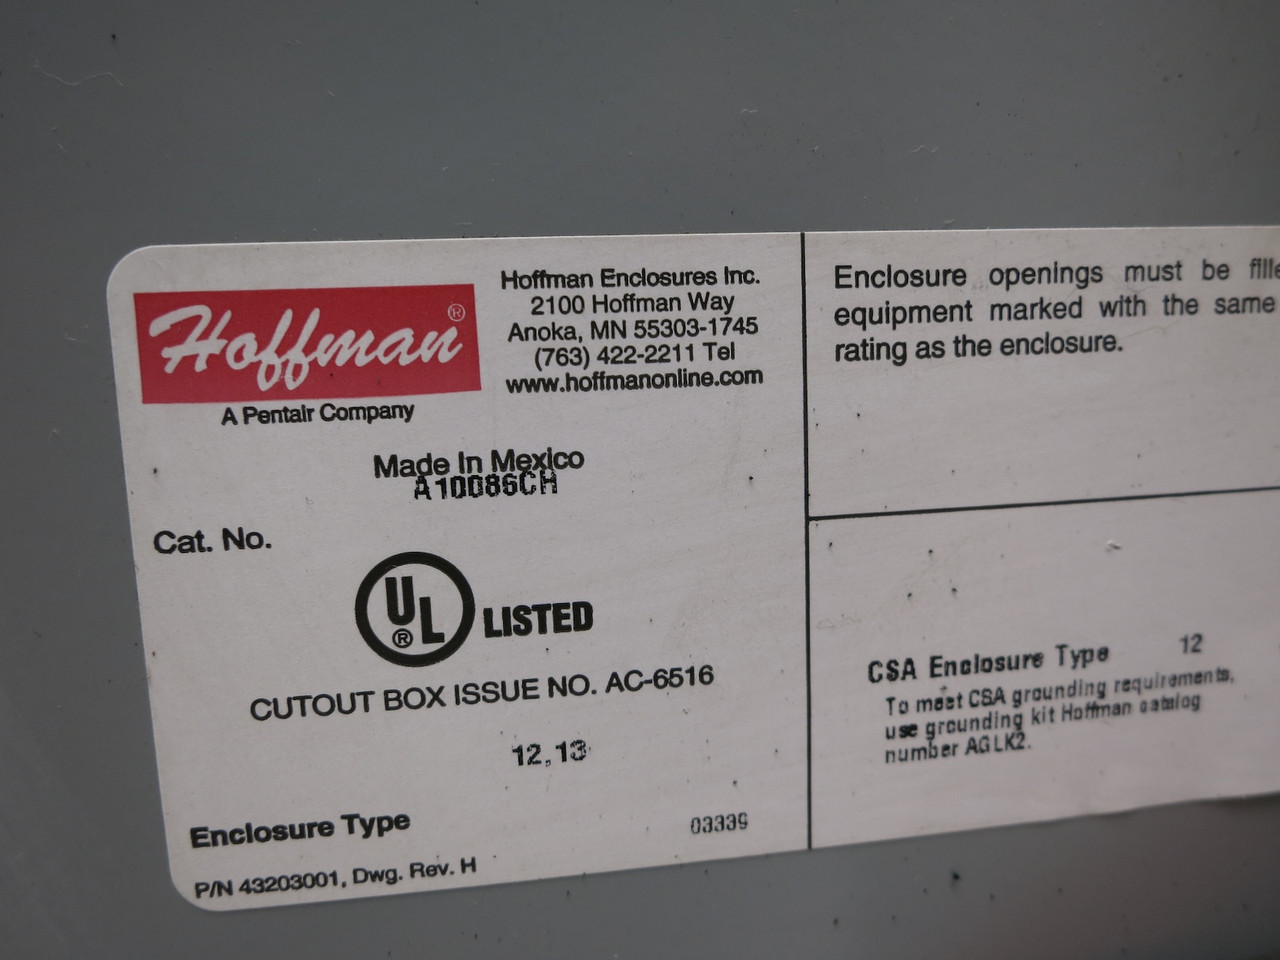 Hoffman®
A Pentair Company
Hoffman Enclosures Inc.
2100 Hoffman Way
Anoka, MN 55303-1745
(763) 422-2211 Tel
www.hoffmanonline.com
Made In Mexico
A10086CH
Cat. No.
UL® LISTED
CUTOUT BOX ISSUE NO. AC-6516
12,13
Enclosure Type
03339
P/N 43203001, Dwg. Rev. H
Enclosure openings must be
equipment marked with the same
rating as the enclosure.
CSA Enclosure Type 12
To meet CSA grounding requirements,
use grounding kit Hoffman catalog
number AGLK2.